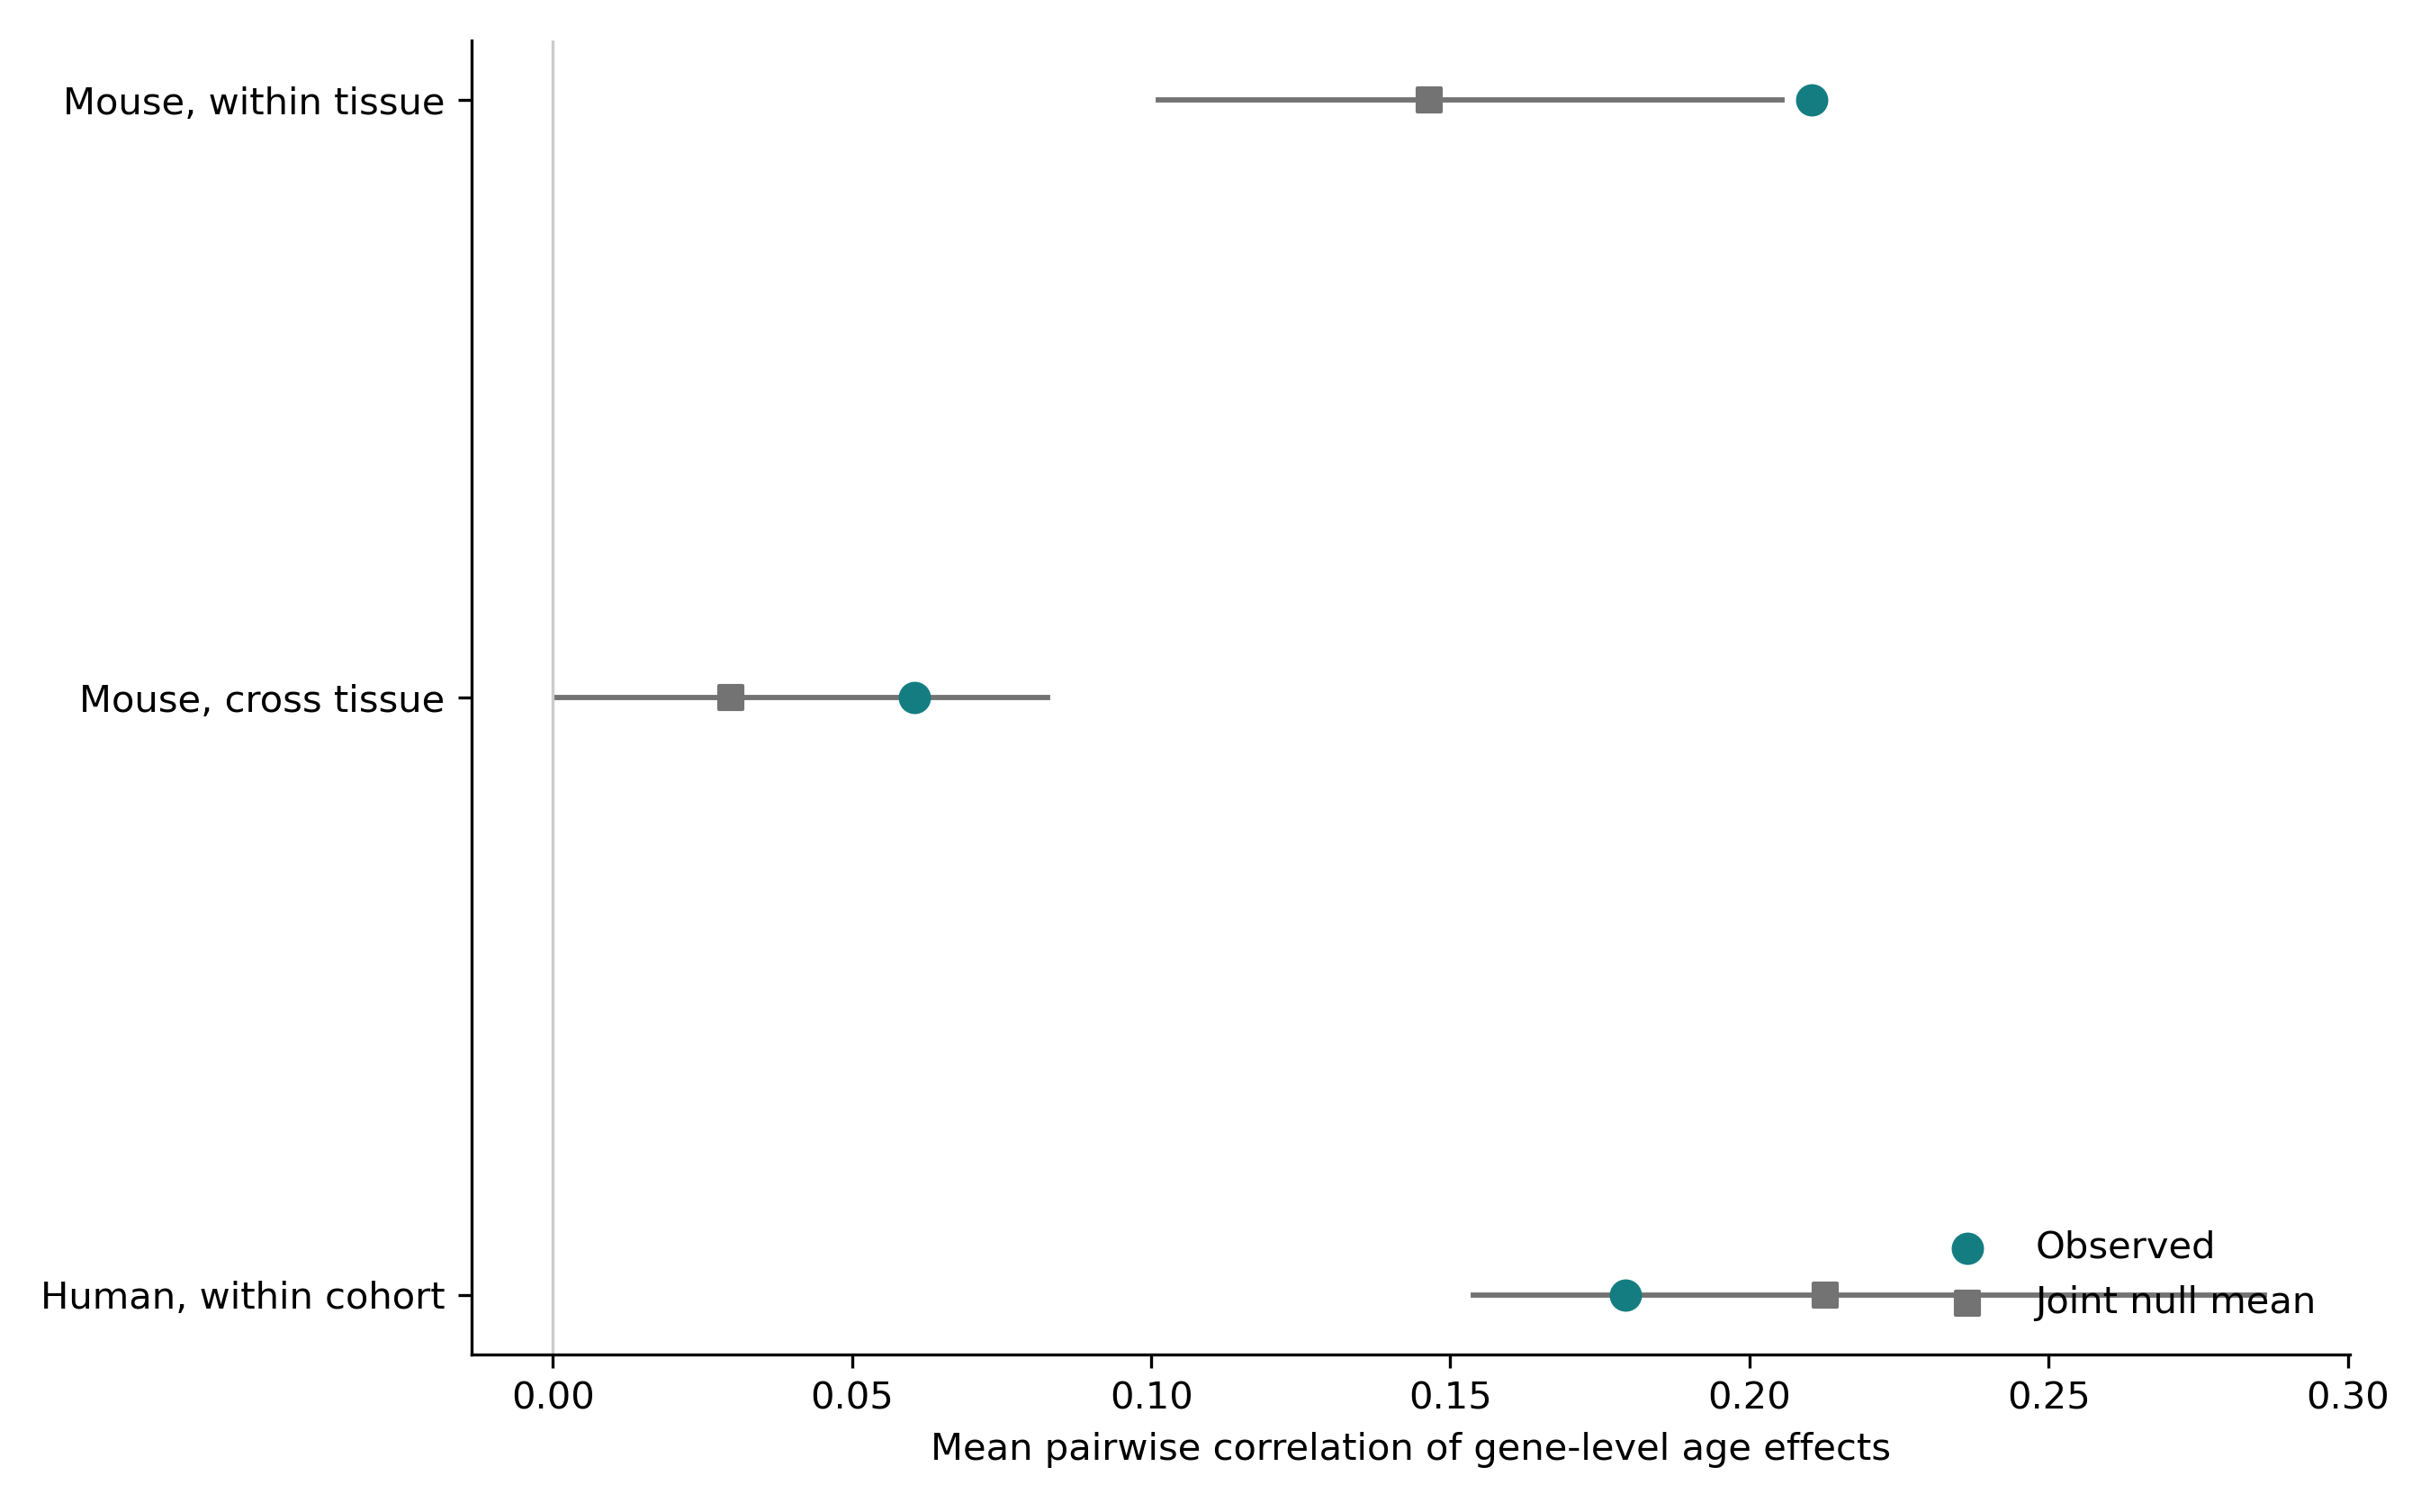 Mouse, within tissue
Mouse, cross tissue
Human, within cohort
Observed
Joint null mean
0.00 0.05 0.10 0.15 0.20 0.25 0.30
Mean pairwise correlation of gene-level age effects